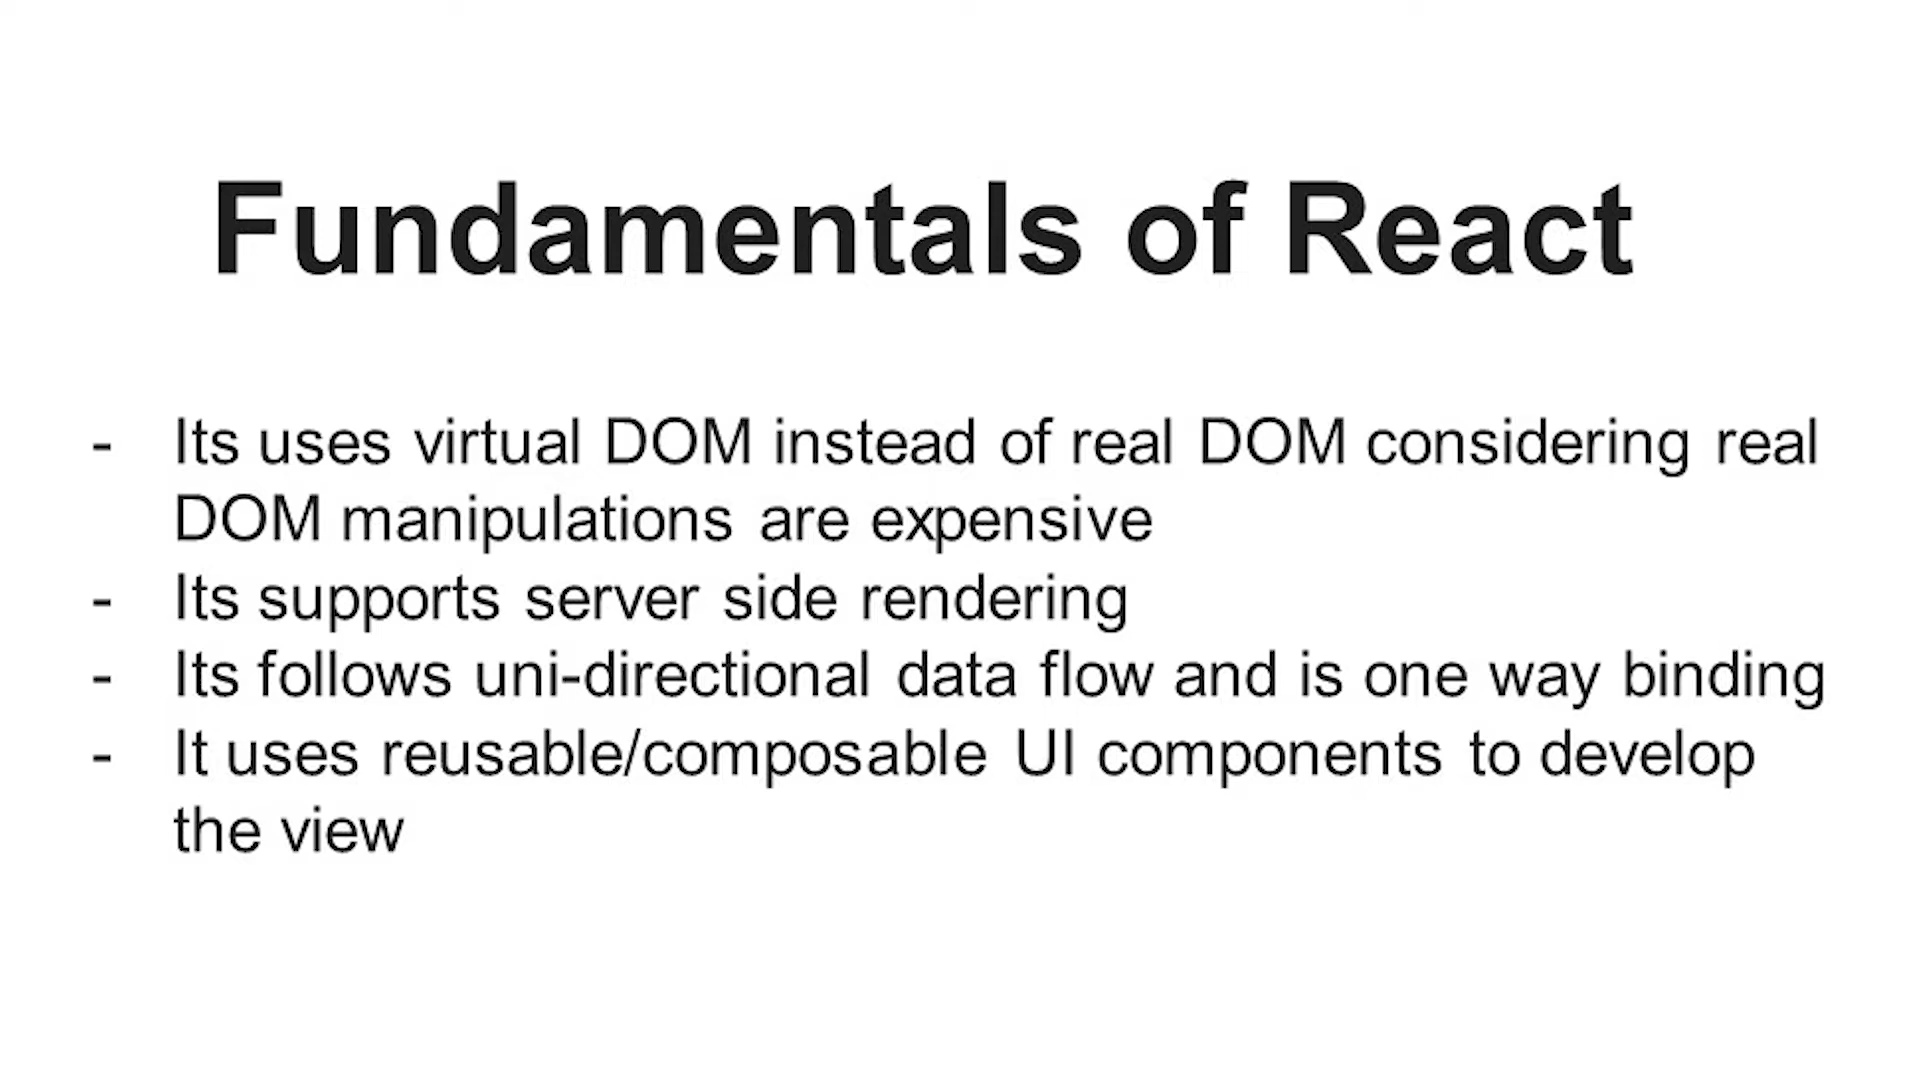 Fundamentals of React
- Its uses virtual DOM instead of real DOM considering real
DOM manipulations are expensive
- Its supports server side rendering
- Its follows uni-directional data flow and is one way binding
- It uses reusable/composable UI components to develop
the view